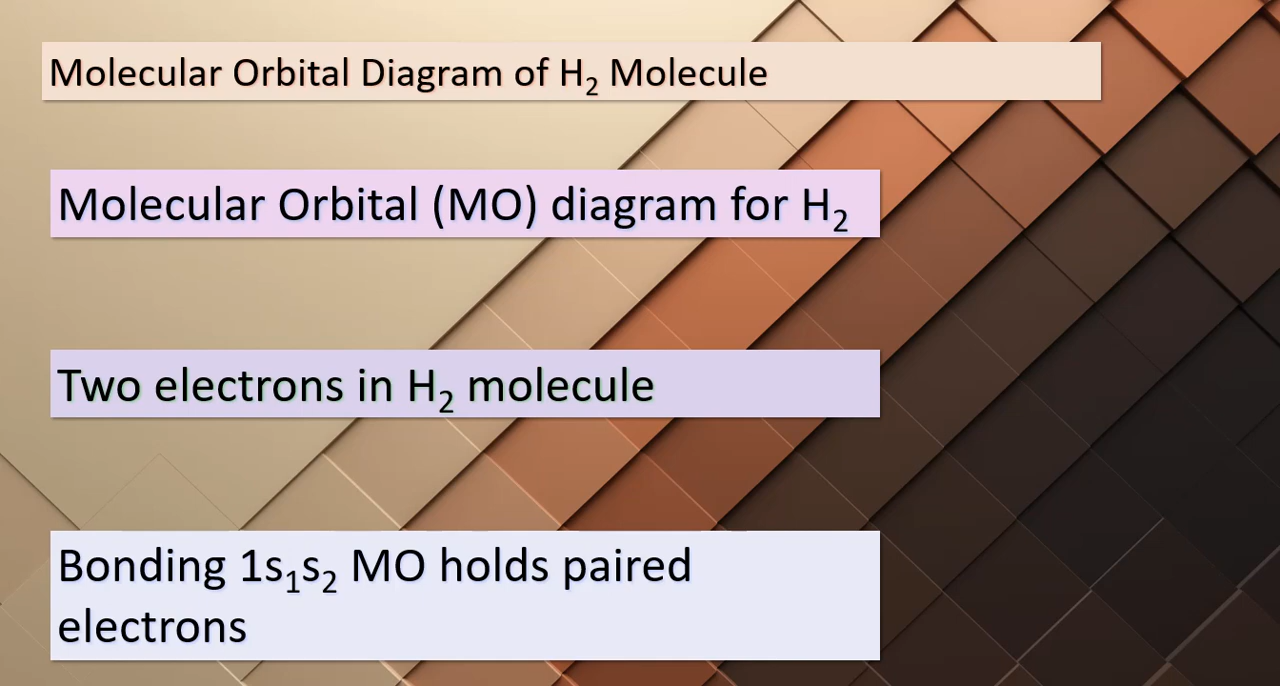 Molecular Orbital Diagram of H₂ Molecule
Molecular Orbital (MO) diagram for H₂
Two electrons in H₂ molecule
Bonding 1s₁s₂ MO holds paired
electrons